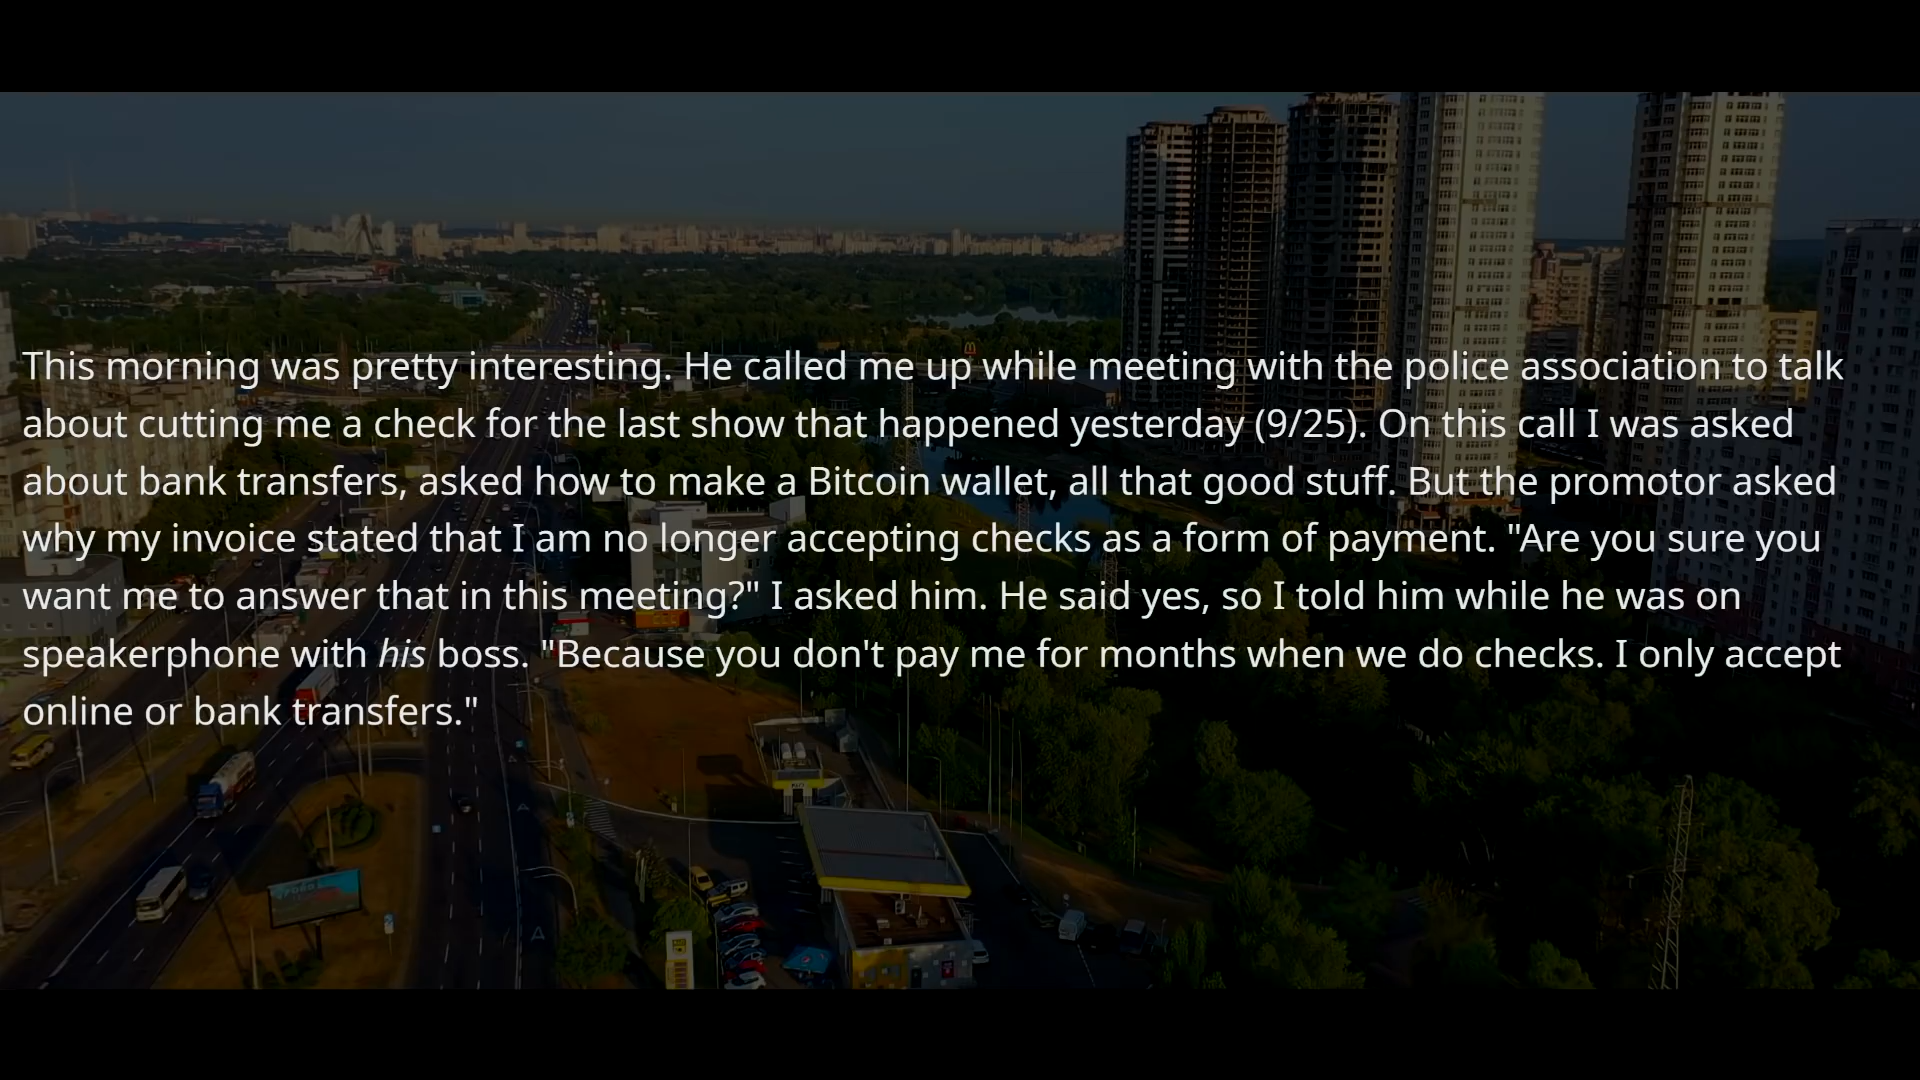 This morning was pretty interesting. He called me up while meeting with the police association to talk
about cutting me a check for the last show that happened yesterday (9/25). On this call I was asked
about bank transfers, asked how to make a Bitcoin wallet, all that good stuff. But the promotor asked
why my invoice stated that I am no longer accepting checks as a form of payment. "Are you sure you
want me to answer that in this meeting?" I asked him. He said yes, so I told him while he was on
speakerphone with his boss. "Because you don't pay me for months when we do checks. I only accept
online or bank transfers."